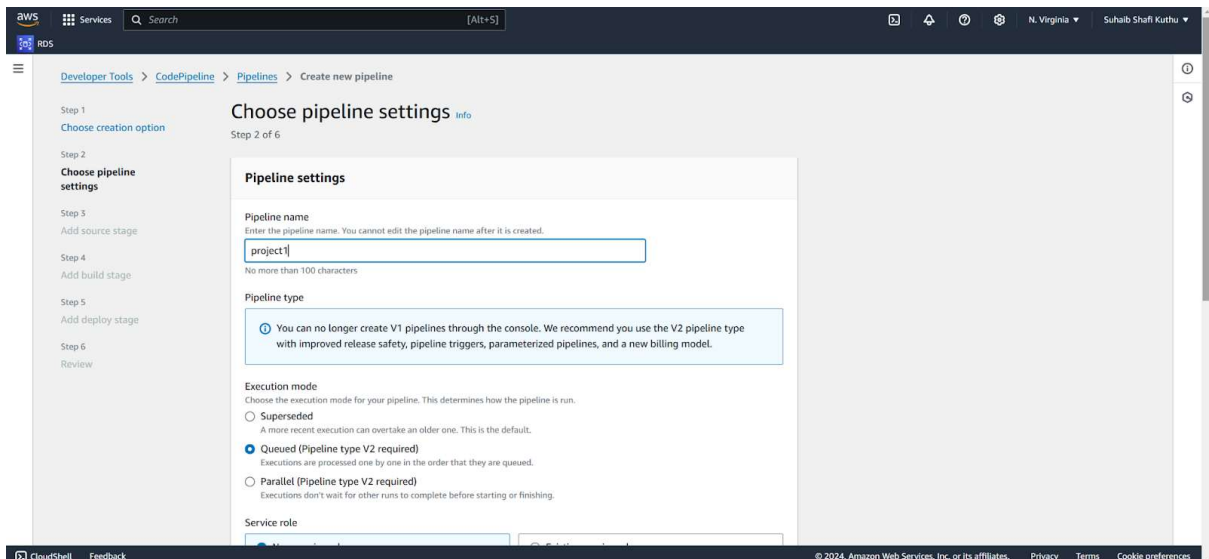 aws
Services
Search
[Alt+S]
N. Virginia ▼
Suhaib Shafi Kuthu ▼
RDS
Developer Tools > CodePipeline > Pipelines > Create new pipeline
Step 1
Choose creation option
Step 2
Choose pipeline
settings
Step 3
Add source stage
Step 4
Add build stage
Step 5
Add deploy stage
Step 6
Review
Choose pipeline settings Info
Step 2 of 6
Pipeline settings
Pipeline name
Enter the pipeline name. You cannot edit the pipeline name after it is created.
project1
No more than 100 characters
Pipeline type
You can no longer create V1 pipelines through the console. We recommend you use the V2 pipeline type
with improved release safety, pipeline triggers, parameterized pipelines, and a new billing model.
Execution mode
Choose the execution mode for your pipeline. This determines how the pipeline is run.
Superseded
A more recent execution can overtake an older one. This is the default.
Queued (Pipeline type V2 required)
Executions are processed one by one in the order that they are queued.
Parallel (Pipeline type V2 required)
Executions don't wait for other runs to complete before starting or finishing.
Service role
CloudShell Feedback
© 2024, Amazon Web Services, Inc. or its affiliates. Privacy Terms Cookie preferences